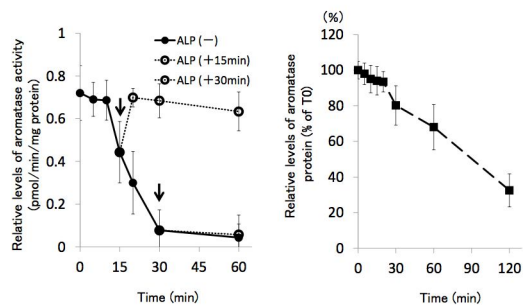 Relative levels of aromatase activity
(pmol/min/mg protein)
1
0.8
0.6
0.4
0.2
0
0
15
30
45
60
Time (min)
ALP (－)
ALP (＋15min)
ALP (＋30min)
(%)
Relative levels of aromatase
protein (% of T0)
120
100
80
60
40
20
0
0
30
60
90
120
Time (min)